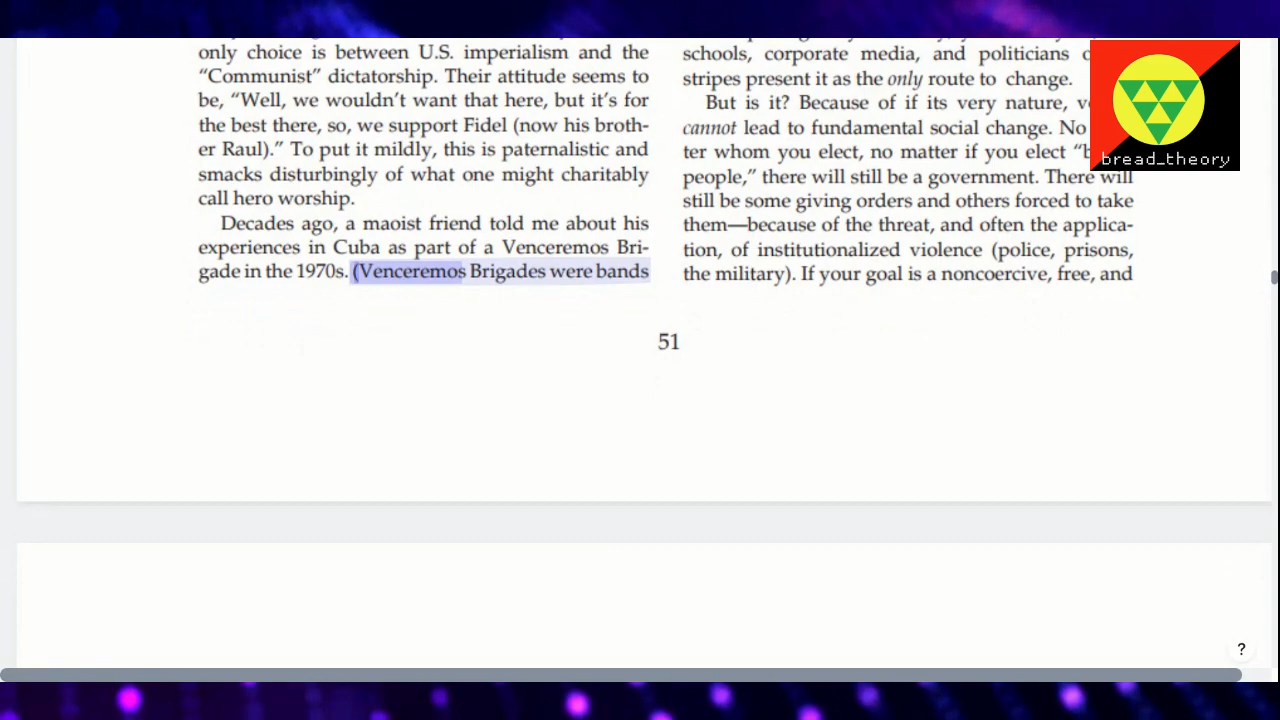 only choice is between U.S. imperialism and the
“Communist” dictatorship. Their attitude seems to
be, “Well, we wouldn’t want that here, but it’s for
the best there, so, we support Fidel (now his broth-
er Raul).” To put it mildly, this is paternalistic and
smacks disturbingly of what one might charitably
call hero worship.
Decades ago, a maoist friend told me about his
experiences in Cuba as part of a Venceremos Bri-
gade in the 1970s. (Venceremos Brigades were bands
schools, corporate media, and politicians
stripes present it as the only route to change.
But is it? Because of if its very nature,
cannot lead to fundamental social change. No
ter whom you elect, no matter if you elect
people,” there will still be a government. There will
still be some giving orders and others forced to take
them—because of the threat, and often the applica-
tion, of institutionalized violence (police, prisons,
the military). If your goal is a noncoercive, free, and
51
bread_theory
?